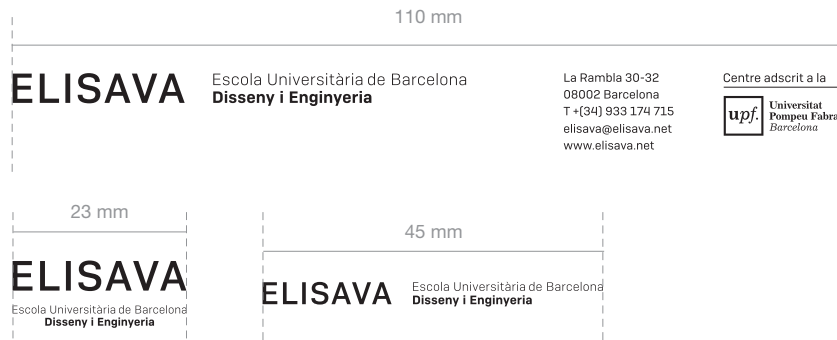 110 mm
ELISAVA
Escola Universitària de Barcelona
Disseny i Enginyeria
La Rambla 30-32
08002 Barcelona
T +(34) 933 174 715
elisava@elisava.net
www.elisava.net
Centre adscrit a la
upf.
Universitat
Pompeu Fabra
Barcelona
23 mm
ELISAVA
Escola Universitària de Barcelona
Disseny i Enginyeria
45 mm
ELISAVA
Escola Universitària de Barcelona
Disseny i Enginyeria